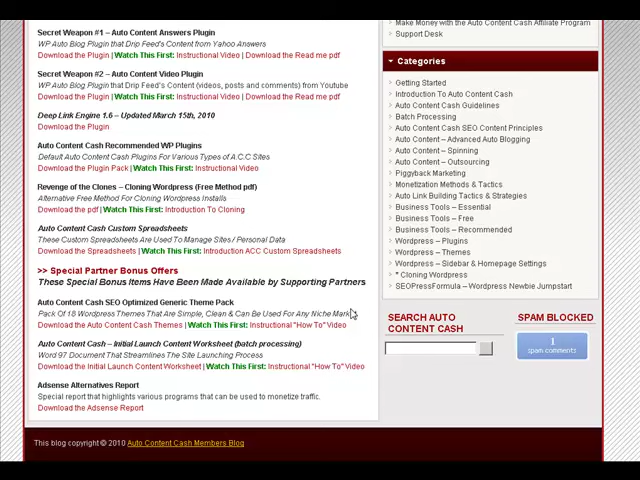 Secret Weapon #1 – Auto Content Answers Plugin
WP Auto Blog Plugin that Drip Feed's Content from Yahoo Answers
Download the Plugin | Watch This First: Instructional Video | Download the Read me pdf
Secret Weapon #2 – Auto Content Video Plugin
WP Auto Blog Plugin that Drip Feed's Content (videos, posts and comments) from Youtube
Download the Plugin | Watch This First: Instructional Video | Download the Read me pdf
Deep Link Engine 1.6 – Updated March 15th, 2010
Download the Plugin
Auto Content Cash Recommended WP Plugins
Default Auto Content Cash Plugins For Various Types of A.C.C Sites
Download the Plugin Pack | Watch This First: Instructional Video
Revenge of the Clones – Cloning Wordpress (Free Method pdf)
Alternative Free Method For Cloning Wordpress Installs
Download the pdf | Watch This First: Introduction To Cloning
Auto Content Cash Custom Spreadsheets
These Custom Spreadsheets Are Used To Manage Sites / Personal Data
Download the Spreadsheets | Watch This First: Introduction ACC Custom Spreadsheets
>> Special Partner Bonus Offers
These Special Bonus Items Have Been Made Available by Supporting Partners
Auto Content Cash SEO Optimized Generic Theme Pack
Pack Of 18 Wordpress Themes That Are Simple, Clean & Can Be Used For Any Niche Market
Download the Auto Content Cash Themes | Watch This First: Instructional "How To" Video
Auto Content Cash – Initial Launch Content Worksheet (batch processing)
Word 97 Document That Streamlines The Site Launching Process
Download the Initial Launch Content Worksheet | Watch This First: Instructional "How To" Video
Adsense Alternatives Report
Special report that highlights various programs that can be used to monetize traffic.
Download the Adsense Report
Make Money with the Auto Content Cash Affiliate Program
Support Desk
Categories
Getting Started
Introduction To Auto Content Cash
Auto Content Cash Guidelines
Batch Processing
Auto Content Cash SEO Content Principles
Auto Content – Advanced Auto Blogging
Auto Content – Spinning
Auto Content – Outsourcing
Piggyback Marketing
Monetization Methods & Tactics
Auto Link Building Tactics & Strategies
Business Tools – Essential
Business Tools – Free
Business Tools – Recommended
Wordpress – Plugins
Wordpress – Themes
Wordpress – Sidebar & Homepage Settings
* Cloning Wordpress
SEOPressFormula – Wordpress Newbie Jumpstart
SEARCH AUTO
CONTENT CASH
SPAM BLOCKED
1
spam comments
This blog copyright © 2010 Auto Content Cash Members Blog